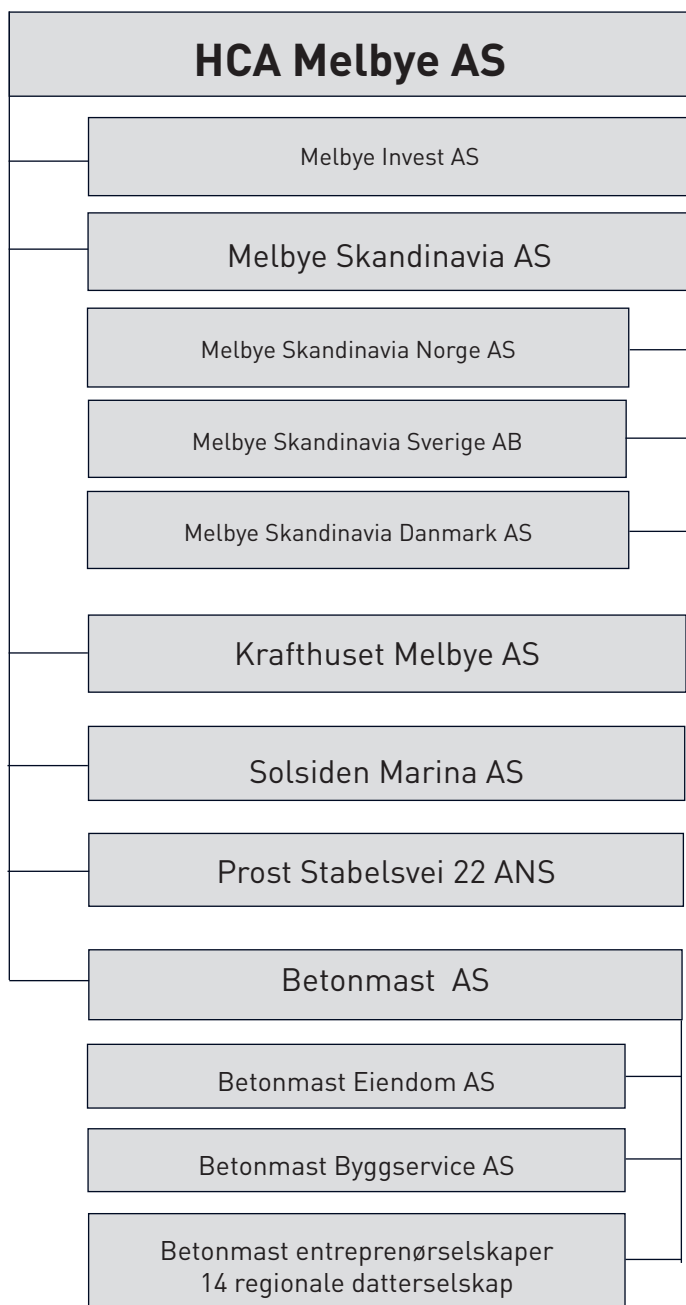 HCA Melbye AS
Melbye Invest AS
Melbye Skandinavia AS
Melbye Skandinavia Norge AS
Melbye Skandinavia Sverige AB
Melbye Skandinavia Danmark AS
Krafthuset Melbye AS
Solsiden Marina AS
Prost Stabelsvei 22 ANS
Betonmast AS
Betonmast Eiendom AS
Betonmast Byggservice AS
Betonmast entreprenørselskaper
14 regionale datterselskap